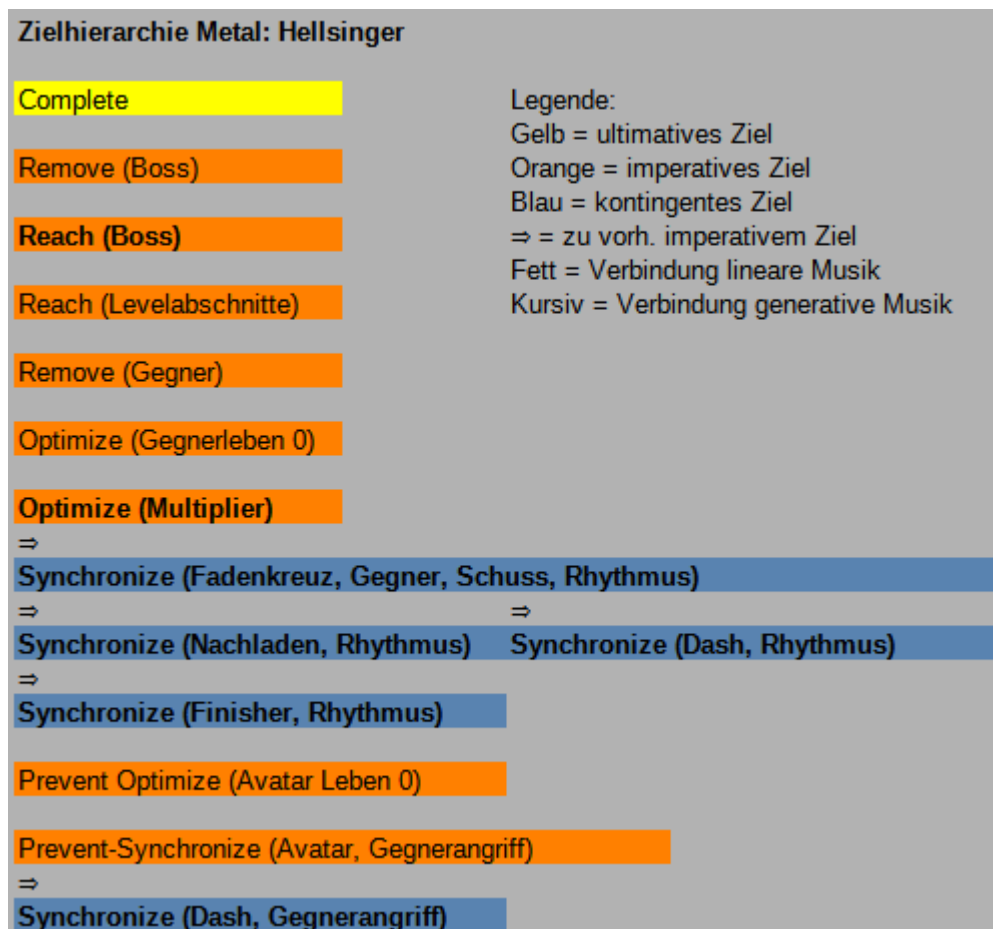 Zielhierarchie Metal: Hellsinger
Complete
Legende:
Gelb = ultimatives Ziel
Remove (Boss)
Orange = imperatives Ziel
Blau = kontingentes Ziel
Reach (Boss)
⇒ = zu vorh. imperativem Ziel
Fett = Verbindung lineare Musik
Reach (Levelabschnitte)
Kursiv = Verbindung generative Musik
Remove (Gegner)
Optimize (Gegnerleben 0)
Optimize (Multiplier)
⇒
Synchronize (Fadenkreuz, Gegner, Schuss, Rhythmus)
⇒ ⇒
Synchronize (Nachladen, Rhythmus) Synchronize (Dash, Rhythmus)
⇒
Synchronize (Finisher, Rhythmus)
Prevent Optimize (Avatar Leben 0)
Prevent-Synchronize (Avatar, Gegnerangriff)
⇒
Synchronize (Dash, Gegnerangriff)